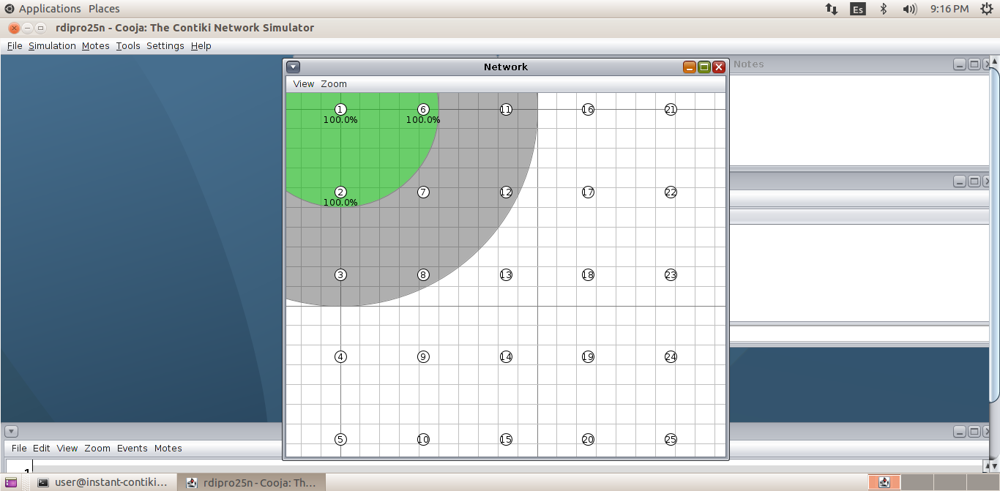 Applications Places
Es 9:16 PM
rdipro25n - Cooja: The Contiki Network Simulator
File Simulation Motes Tools Settings Help
Network
Notes
View Zoom
1 6 11 16 21
100.0% 100.0%
2 7 12 17 22
100.0%
3 8 13 18 23
4 9 14 19 24
5 10 15 20 25
File Edit View Zoom Events Motes
1
user@instant-contiki... rdipro25n - Cooja: Th...